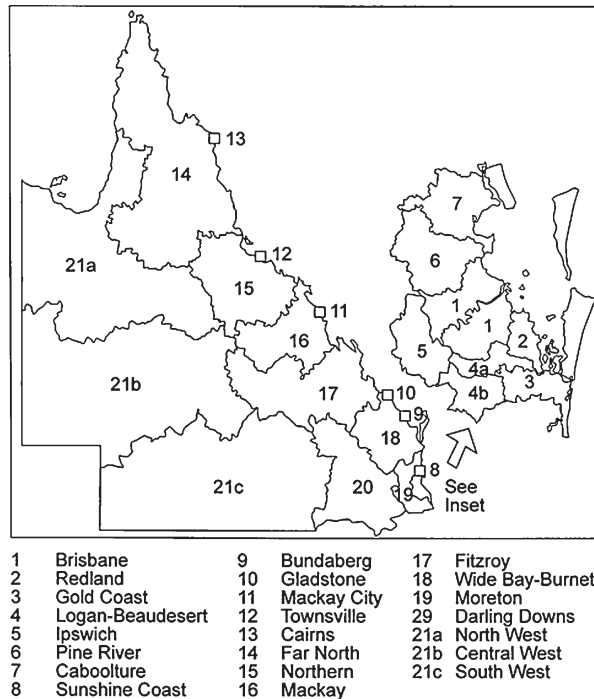 13
14
7
12
6
21a
15
11
1
1
2
16
5
4a
3
21b
4b
17
10
9
18
8
See
Inset
21c
20
9
1 Brisbane 9 Bundaberg 17 Fitzroy
2 Redland 10 Gladstone 18 Wide Bay-Burnet
3 Gold Coast 11 Mackay City 19 Moreton
4 Logan-Beaudesert 12 Townsville 29 Darling Downs
5 Ipswich 13 Cairns 21a North West
6 Pine River 14 Far North 21b Central West
7 Caboolture 15 Northern 21c South West
8 Sunshine Coast 16 Mackay